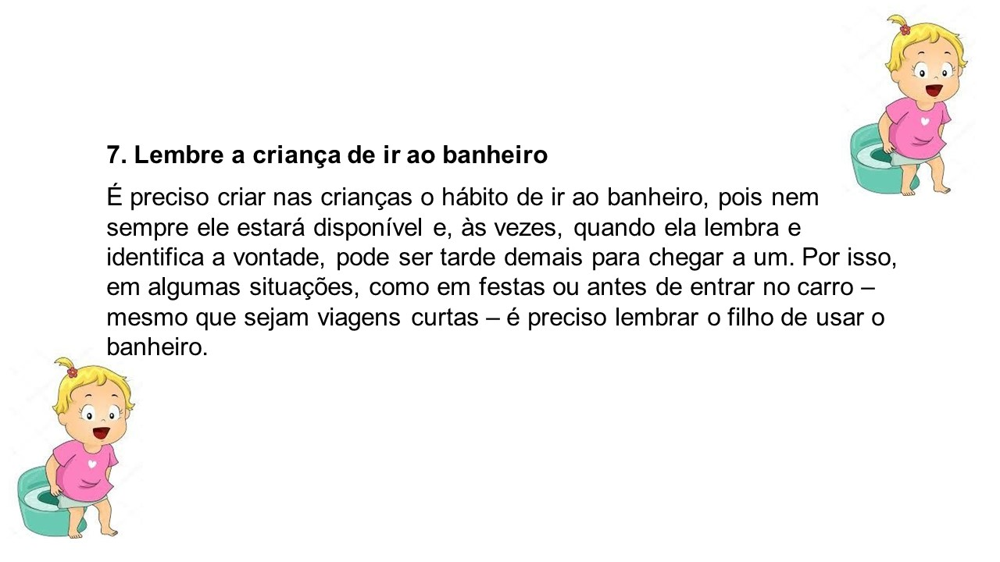 7. Lembre a criança de ir ao banheiro
É preciso criar nas crianças o hábito de ir ao banheiro, pois nem
sempre ele estará disponível e, às vezes, quando ela lembra e
identifica a vontade, pode ser tarde demais para chegar a um. Por isso,
em algumas situações, como em festas ou antes de entrar no carro –
mesmo que sejam viagens curtas – é preciso lembrar o filho de usar o
banheiro.